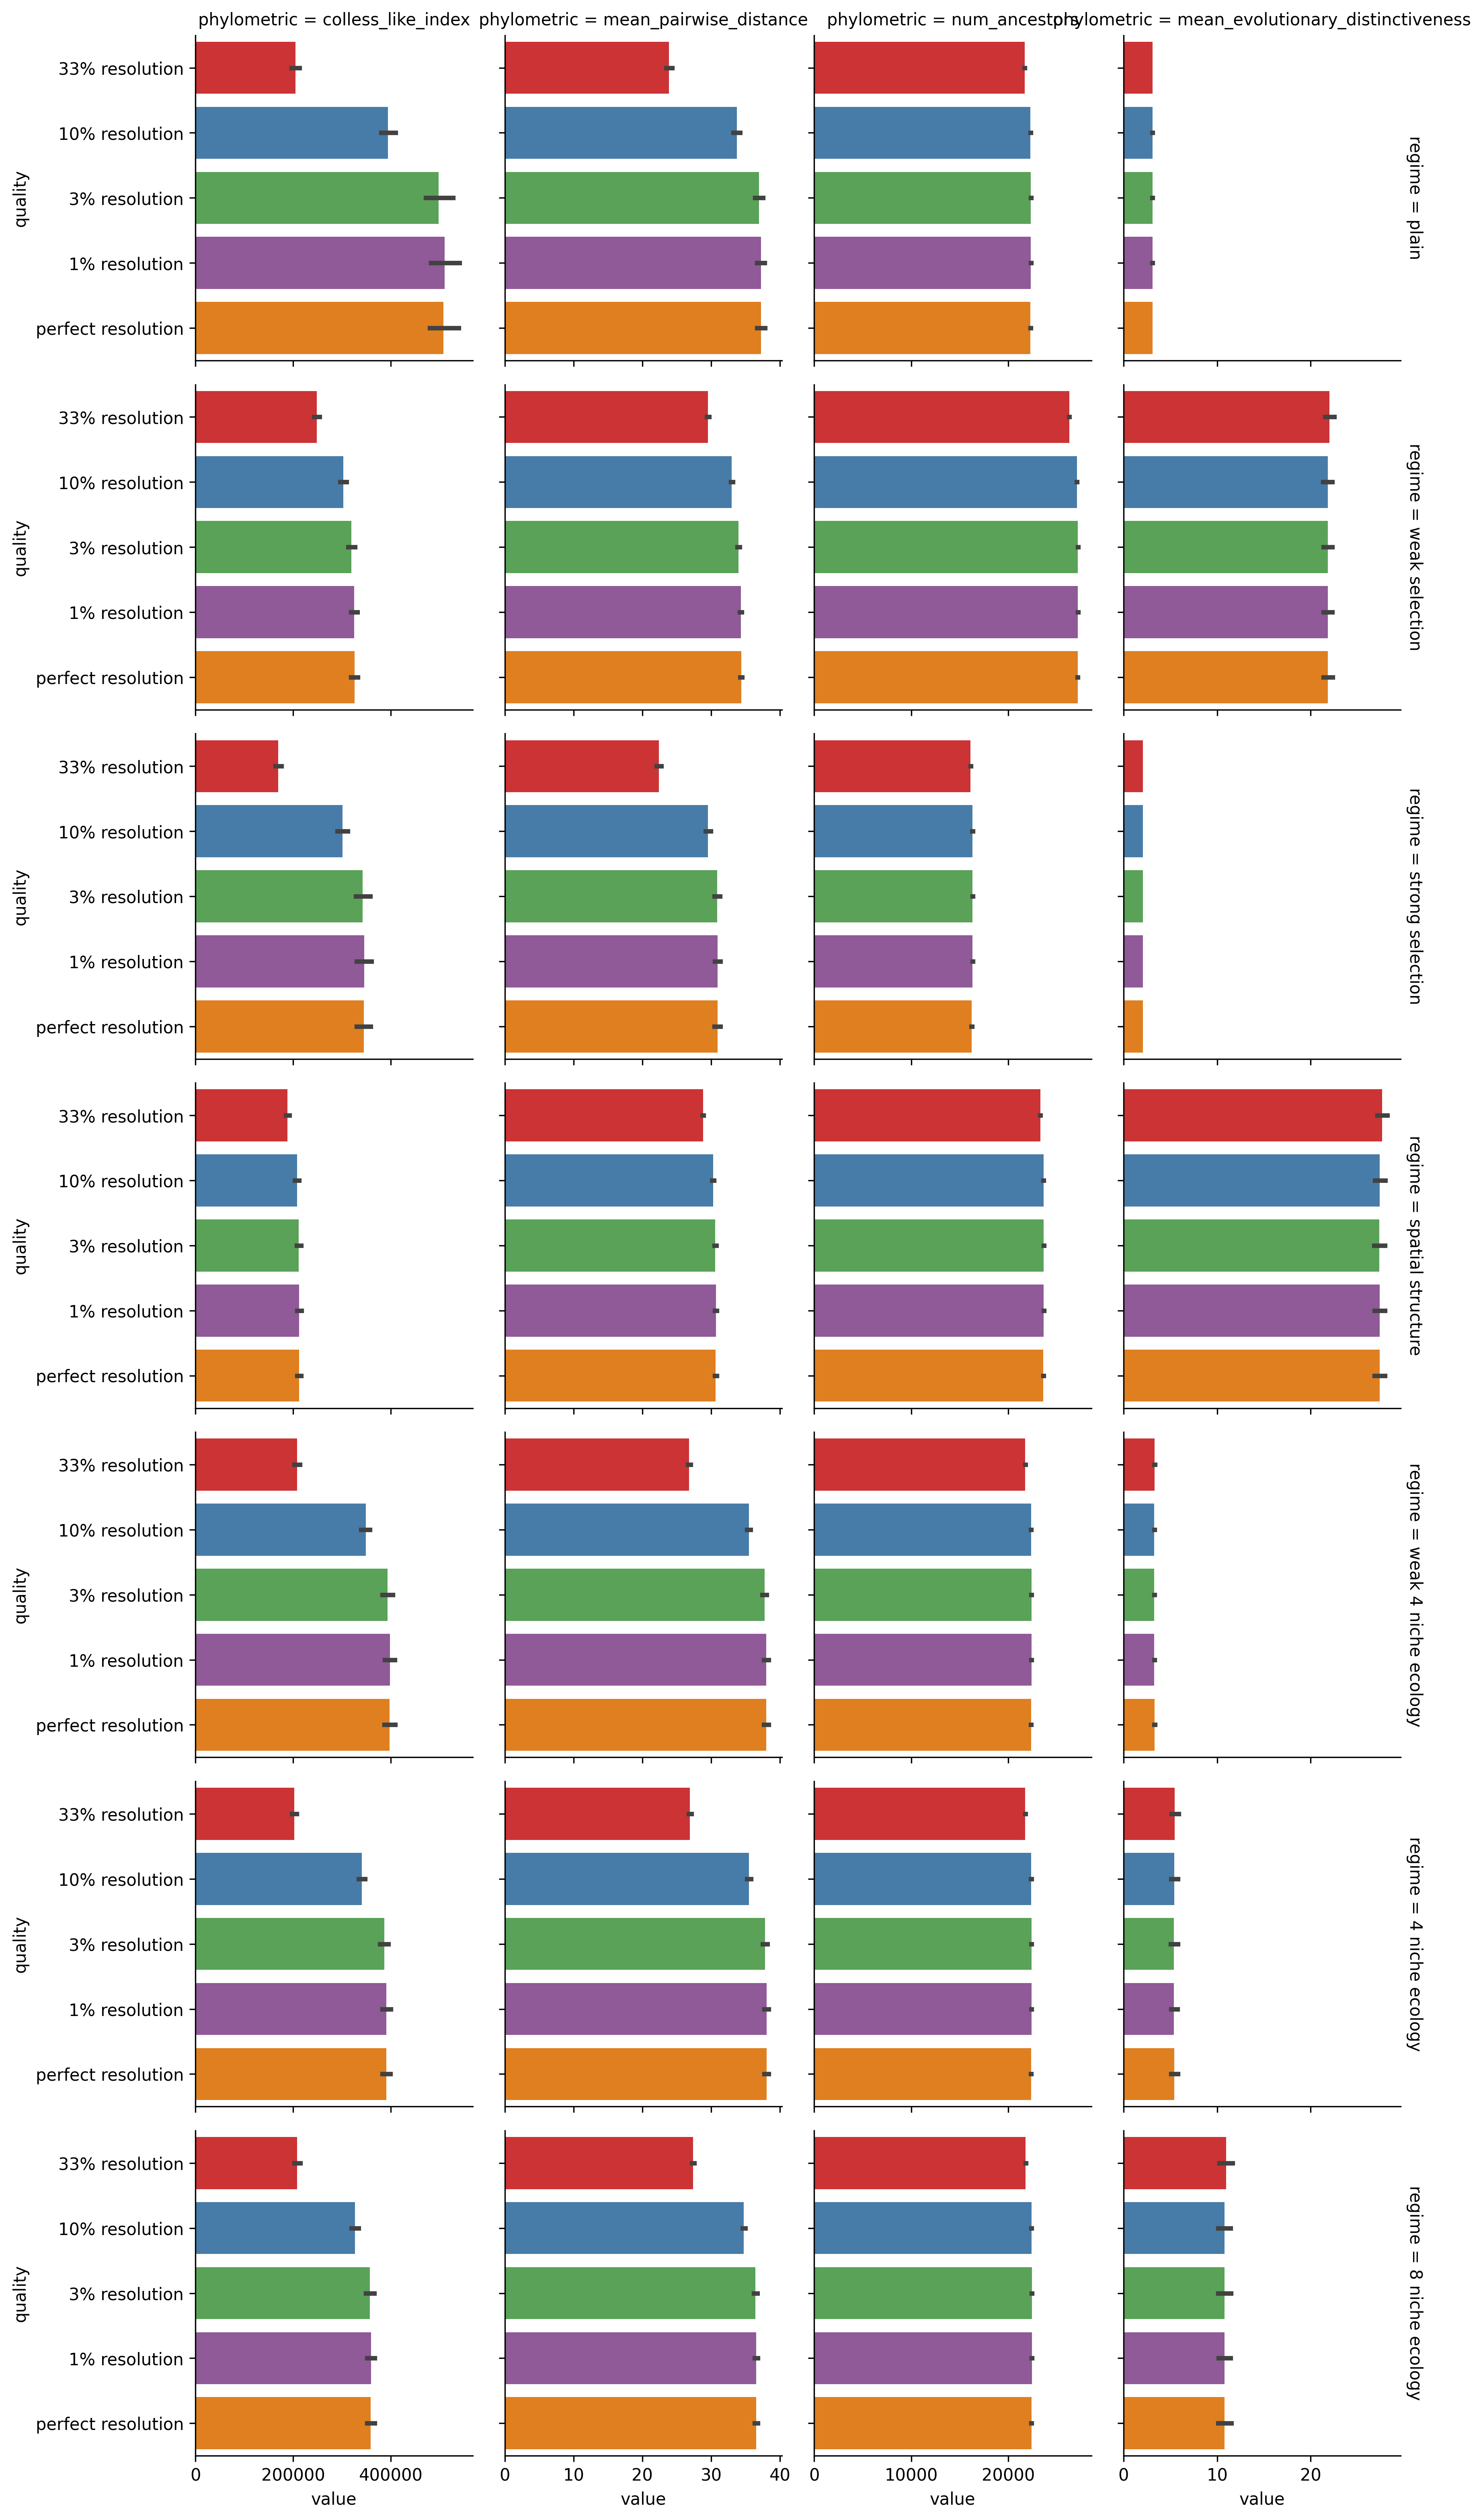 phylometric = colless_like_index
phylometric = mean_pairwise_distance
phylometric = num_ancestors
phylometric = mean_evolutionary_distinctiveness
33% resolution
10% resolution
3% resolution
1% resolution
perfect resolution
quality
regime = plain
33% resolution
10% resolution
3% resolution
1% resolution
perfect resolution
quality
regime = weak selection
33% resolution
10% resolution
3% resolution
1% resolution
perfect resolution
quality
regime = strong selection
33% resolution
10% resolution
3% resolution
1% resolution
perfect resolution
quality
regime = spatial structure
33% resolution
10% resolution
3% resolution
1% resolution
perfect resolution
quality
regime = weak 4 niche ecology
33% resolution
10% resolution
3% resolution
1% resolution
perfect resolution
quality
regime = 4 niche ecology
33% resolution
10% resolution
3% resolution
1% resolution
perfect resolution
quality
regime = 8 niche ecology
0 200000 400000
0 10 20 30 40
0 10000 20000
0 10 20
value
value
value
value